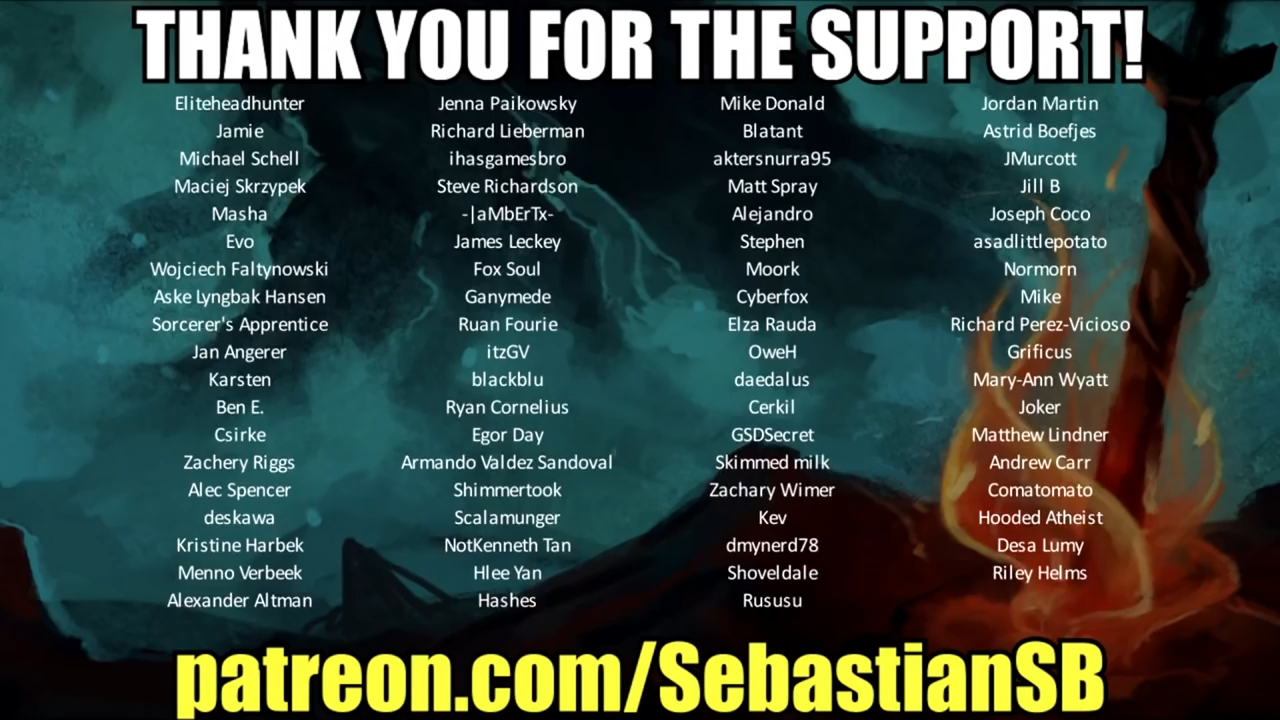 THANK YOU FOR THE SUPPORT!
Eliteheadhunter
Jamie
Michael Schell
Maciej Skrzypek
Masha
Evo
Wojciech Faltynowski
Aske Lyngbak Hansen
Sorcerer's Apprentice
Jan Angerer
Karsten
Ben E.
Csirke
Zachery Riggs
Alec Spencer
deskawa
Kristine Harbek
Menno Verbeek
Alexander Altman
Jenna Paikowsky
Richard Lieberman
ihasgamesbro
Steve Richardson
-|aMbErTx-
James Leckey
Fox Soul
Ganymede
Ruan Fourie
itzGV
blackblu
Ryan Cornelius
Egor Day
Armando Valdez Sandoval
Shimmertook
Scalamunger
NotKenneth Tan
Hlee Yan
Hashes
Mike Donald
Blatant
aktersnurra95
Matt Spray
Alejandro
Stephen
Moork
Cyberfox
Elza Rauda
OweH
daedalus
Cerkil
GSDSecret
Skimmed milk
Zachary Wimer
Kev
dmynerd78
Shoveldale
Rususu
Jordan Martin
Astrid Boefjes
JMurcott
Jill B
Joseph Coco
asadlittlepotato
Normorn
Mike
Richard Perez-Vicioso
Grificus
Mary-Ann Wyatt
Joker
Matthew Lindner
Andrew Carr
Comatomato
Hooded Atheist
Desa Lumy
Riley Helms
patreon.com/SebastianSB